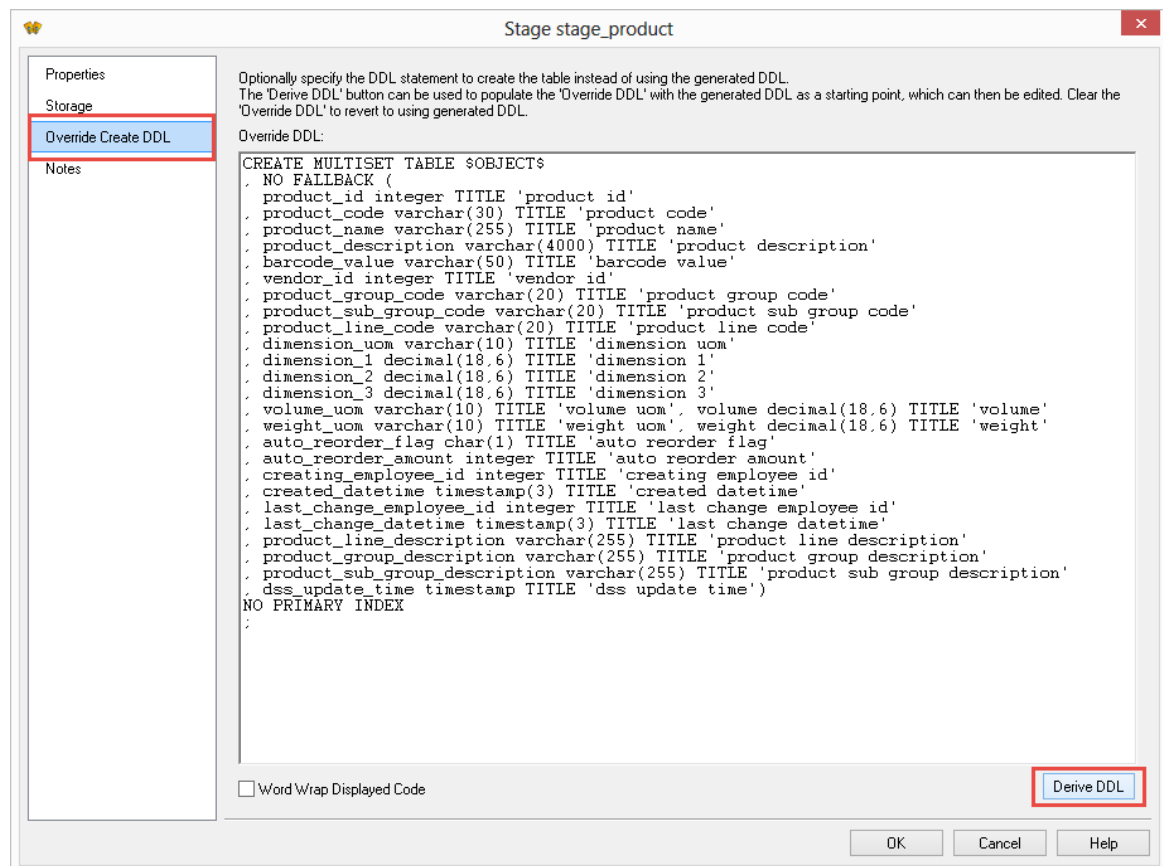 Stage stage_product
Properties
Storage
Override Create DDL
Notes
Optionally specify the DDL statement to create the table instead of using the generated DDL.
The 'Derive DDL' button can be used to populate the 'Override DDL' with the generated DDL as a starting point, which can then be edited. Clear the
'Override DDL' to revert to using generated DDL.
Override DDL:
CREATE MULTISET TABLE $OBJECT$
, NO FALLBACK (
  product_id integer TITLE 'product id'
, product_code varchar(30) TITLE 'product code'
, product_name varchar(255) TITLE 'product name'
, product_description varchar(4000) TITLE 'product description'
, barcode_value varchar(50) TITLE 'barcode value'
, vendor_id integer TITLE 'vendor id'
, product_group_code varchar(20) TITLE 'product group code'
, product_sub_group_code varchar(20) TITLE 'product sub group code'
, product_line_code varchar(20) TITLE 'product line code'
, dimension_uom varchar(10) TITLE 'dimension uom'
, dimension_1 decimal(18,6) TITLE 'dimension 1'
, dimension_2 decimal(18,6) TITLE 'dimension 2'
, dimension_3 decimal(18,6) TITLE 'dimension 3'
, volume_uom varchar(10) TITLE 'volume uom', volume decimal(18,6) TITLE 'volume'
, weight_uom varchar(10) TITLE 'weight uom', weight decimal(18,6) TITLE 'weight'
, auto_reorder_flag char(1) TITLE 'auto reorder flag'
, auto_reorder_amount integer TITLE 'auto reorder amount'
, creating_employee_id integer TITLE 'creating employee id'
, created_datetime timestamp(3) TITLE 'created datetime'
, last_change_employee_id integer TITLE 'last change employee id'
, last_change_datetime timestamp(3) TITLE 'last change datetime'
, product_line_description varchar(255) TITLE 'product line description'
, product_group_description varchar(255) TITLE 'product group description'
, product_sub_group_description varchar(255) TITLE 'product sub group description'
, dss_update_time timestamp TITLE 'dss update time')
NO PRIMARY INDEX
;
Word Wrap Displayed Code
Derive DDL
OK
Cancel
Help